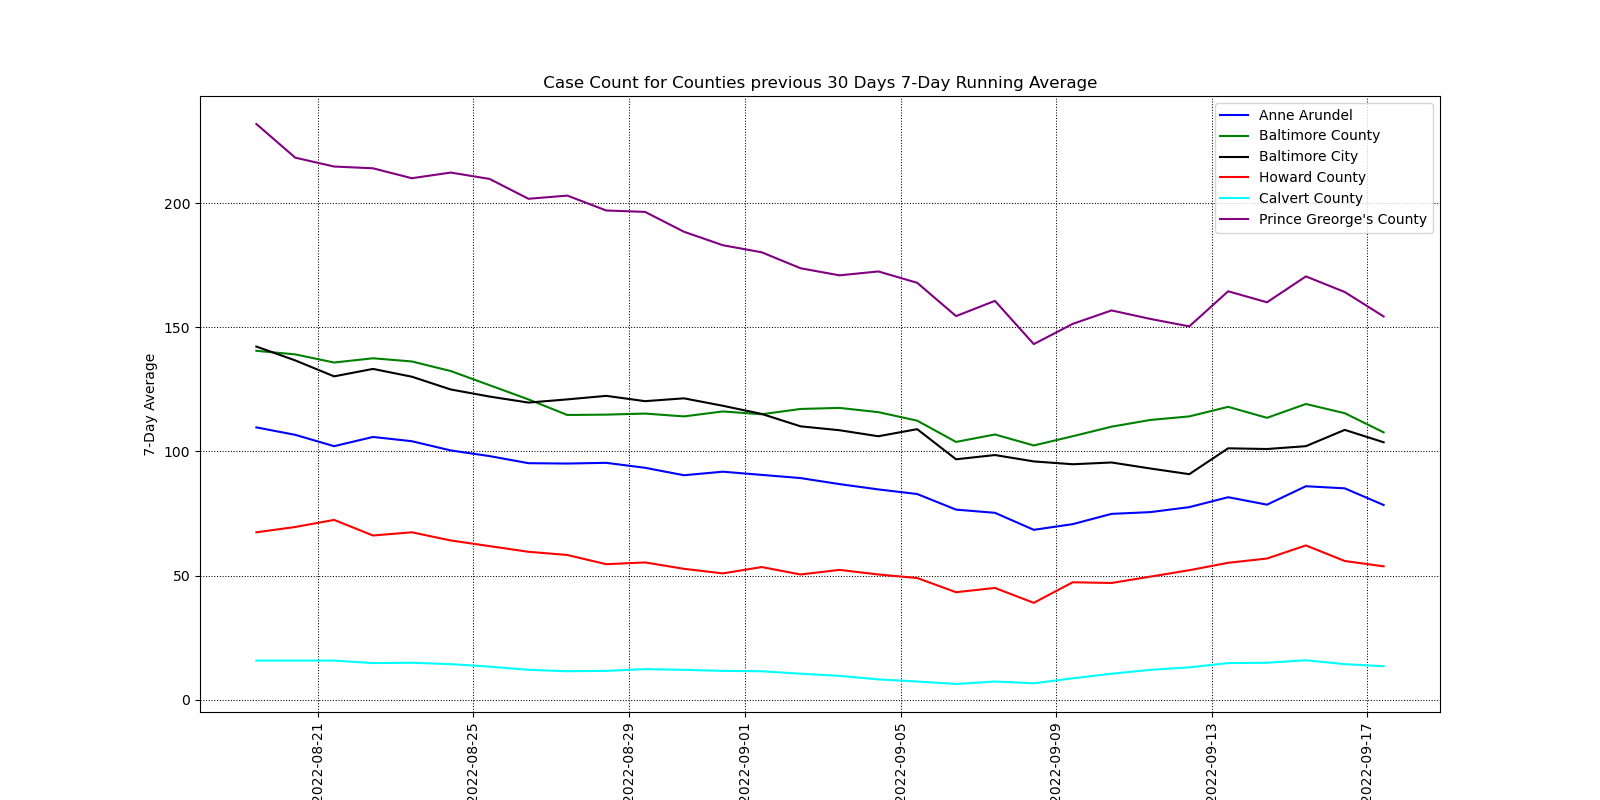 Case Count for Counties previous 30 Days 7-Day Running Average
Anne Arundel
Baltimore County
Baltimore City
Howard County
Calvert County
Prince Greorge's County
7-Day Average
200
150
100
50
0
2022-08-21
2022-08-25
2022-08-29
2022-09-01
2022-09-05
2022-09-09
2022-09-13
2022-09-17